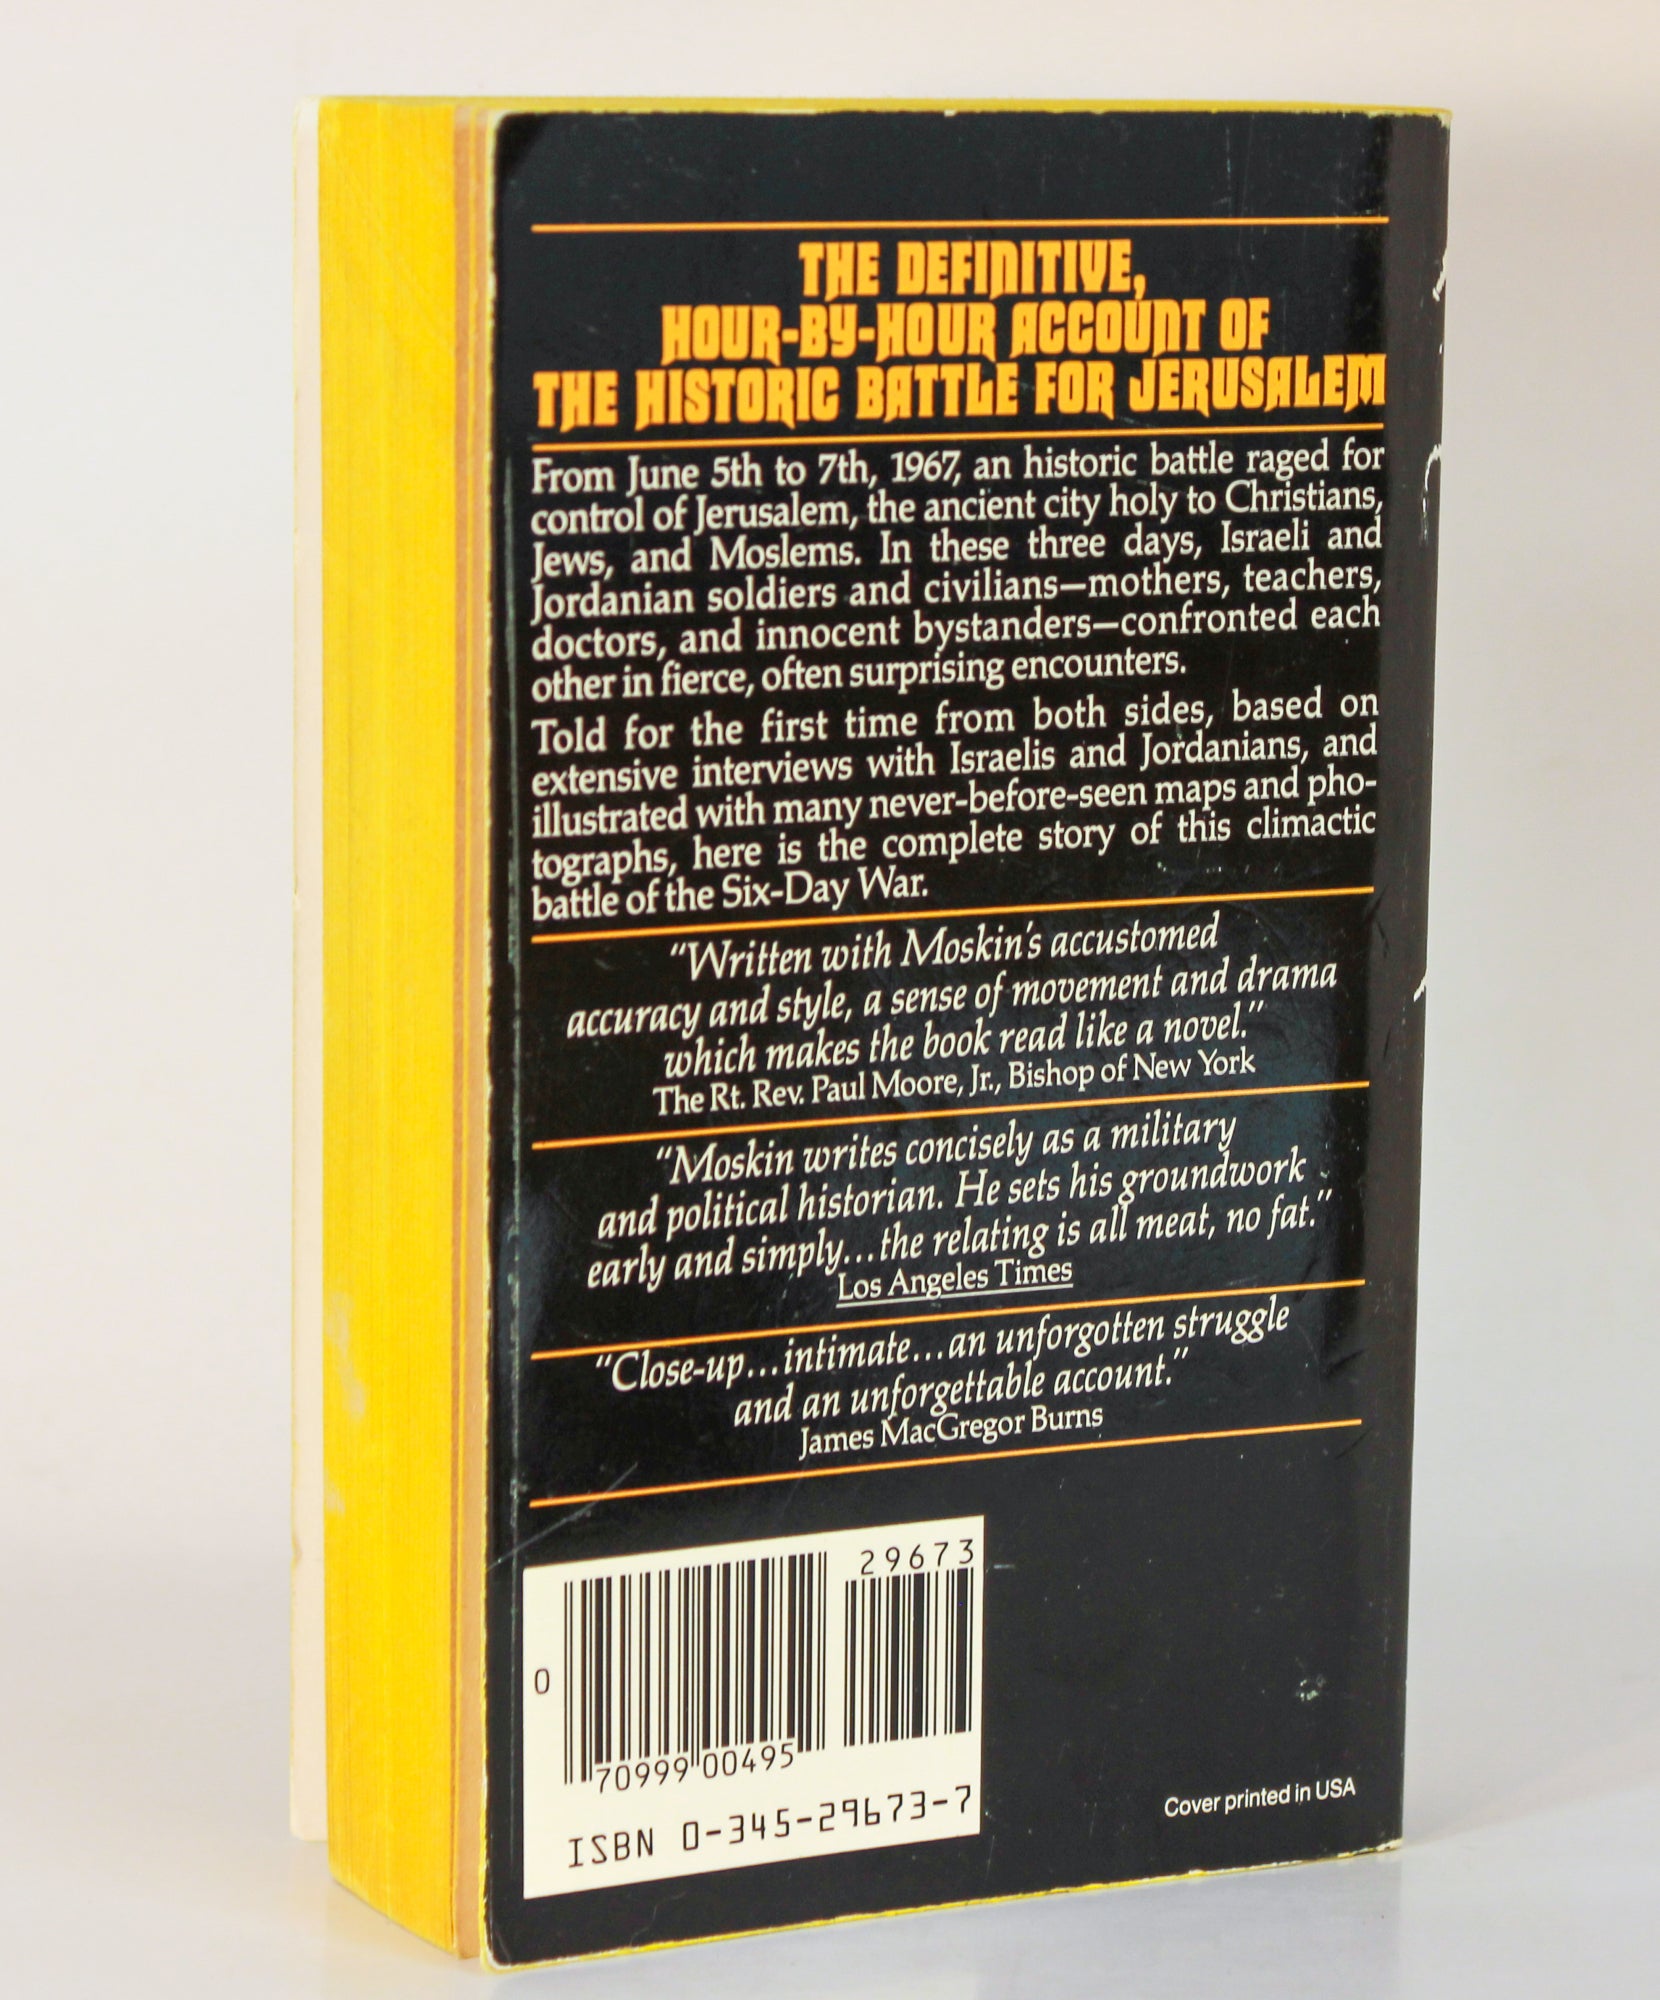 THE DEFINITIVE,
HOUR-BY-HOUR ACCOUNT OF
THE HISTORIC BATTLE FOR JERUSALEM
From June 5th to 7th, 1967, an historic battle raged for
control of Jerusalem, the ancient city holy to Christians,
Jews, and Moslems. In these three days, Israeli and
Jordanian soldiers and civilians—mothers, teachers,
doctors, and innocent bystanders—confronted each
other in fierce, often surprising encounters.
Told for the first time from both sides, based on
extensive interviews with Israelis and Jordanians, and
illustrated with many never-before-seen maps and pho-
tographs, here is the complete story of this climactic
battle of the Six-Day War.
"Written with Moskin's accustomed
accuracy and style, a sense of movement and drama
which makes the book read like a novel."
The Rt. Rev. Paul Moore, Jr., Bishop of New York
"Moskin writes concisely as a military
and political historian. He sets his groundwork
early and simply...the relating is all meat, no fat."
Los Angeles Times
"Close-up...intimate...an unforgotten struggle
and an unforgettable account."
James MacGregor Burns
29673
0
70999 00495
ISBN 0-345-29673-7
Cover printed in USA